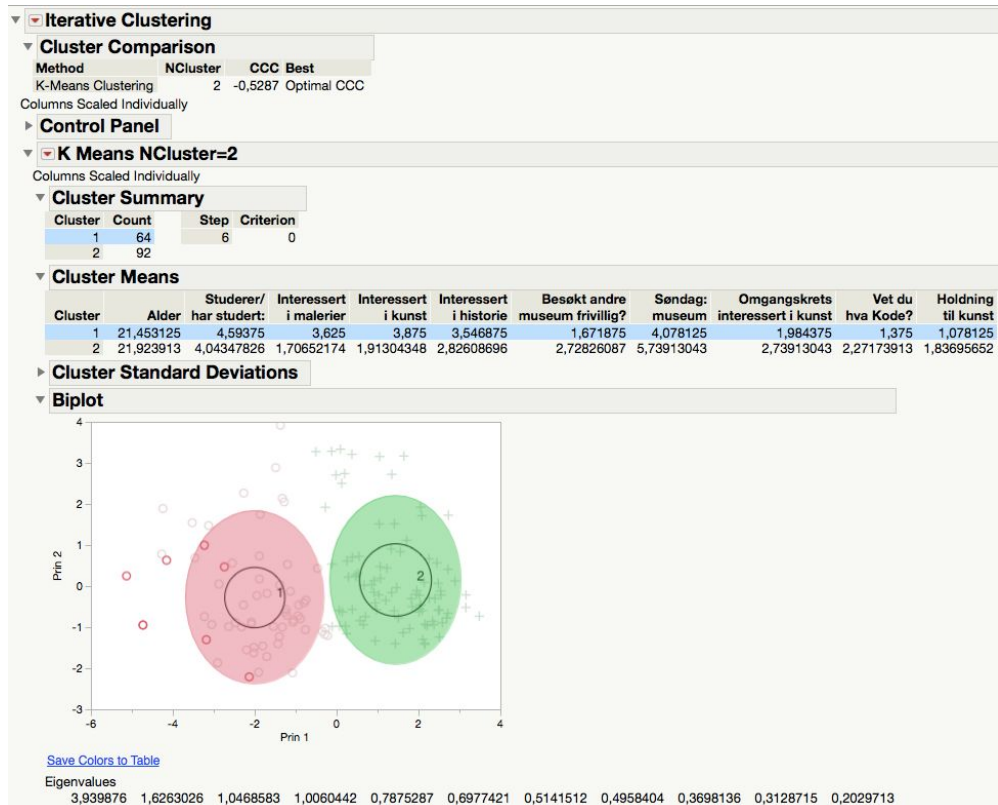 Iterative Clustering
Cluster Comparison
Method NCluster CCC Best
K-Means Clustering 2 -0,5287 Optimal CCC
Columns Scaled Individually
Control Panel
K Means NCluster=2
Columns Scaled Individually
Cluster Summary
Cluster Count Step Criterion
1 64 6 0
2 92
Cluster Means
Studerer/ Interessert Interessert Interessert Besøkt andre Søndag: Omgangskrets Vet du Holdning
Cluster Alder har studert: i malerier i kunst i historie museum frivillig? museum interessert i kunst hva Kode? til kunst
1 21,453125 4,59375 3,625 3,875 3,546875 1,671875 4,078125 1,984375 1,375 1,078125
2 21,923913 4,04347826 1,70652174 1,91304348 2,82608696 2,72826087 5,73913043 2,73913043 2,27173913 1,83695652
Cluster Standard Deviations
Biplot
4
3
2
1
0
-1
-2
-3
Prin 2
1
2
-6 -4 -2 0 2 4
Prin 1
Save Colors to Table
Eigenvalues
3,939876 1,6263026 1,0468583 1,0060442 0,7875287 0,6977421 0,5141512 0,4958404 0,3698136 0,3128715 0,2029713